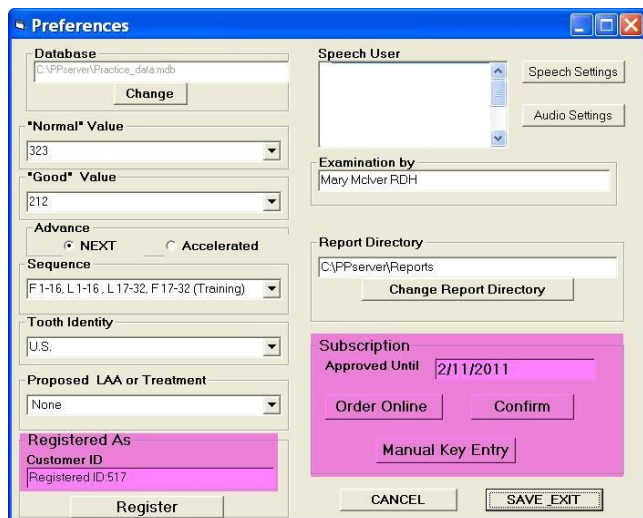 Preferences
Database
C:\PPserver\Practice_data.mdb
Change
"Normal" Value
323
"Good" Value
212
Advance
NEXT Accelerated
Sequence
F 1-16, L 1-16 , L 17-32, F 17-32 (Training)
Tooth Identity
U.S.
Proposed LAA or Treatment
None
Registered As
Customer ID
Registered ID:517
Register
Speech User
Speech Settings
Audio Settings
Examination by
Mary McIver RDH
Report Directory
C:\PPserver\Reports
Change Report Directory
Subscription
Approved Until 2/11/2011
Order Online Confirm
Manual Key Entry
CANCEL SAVE_EXIT